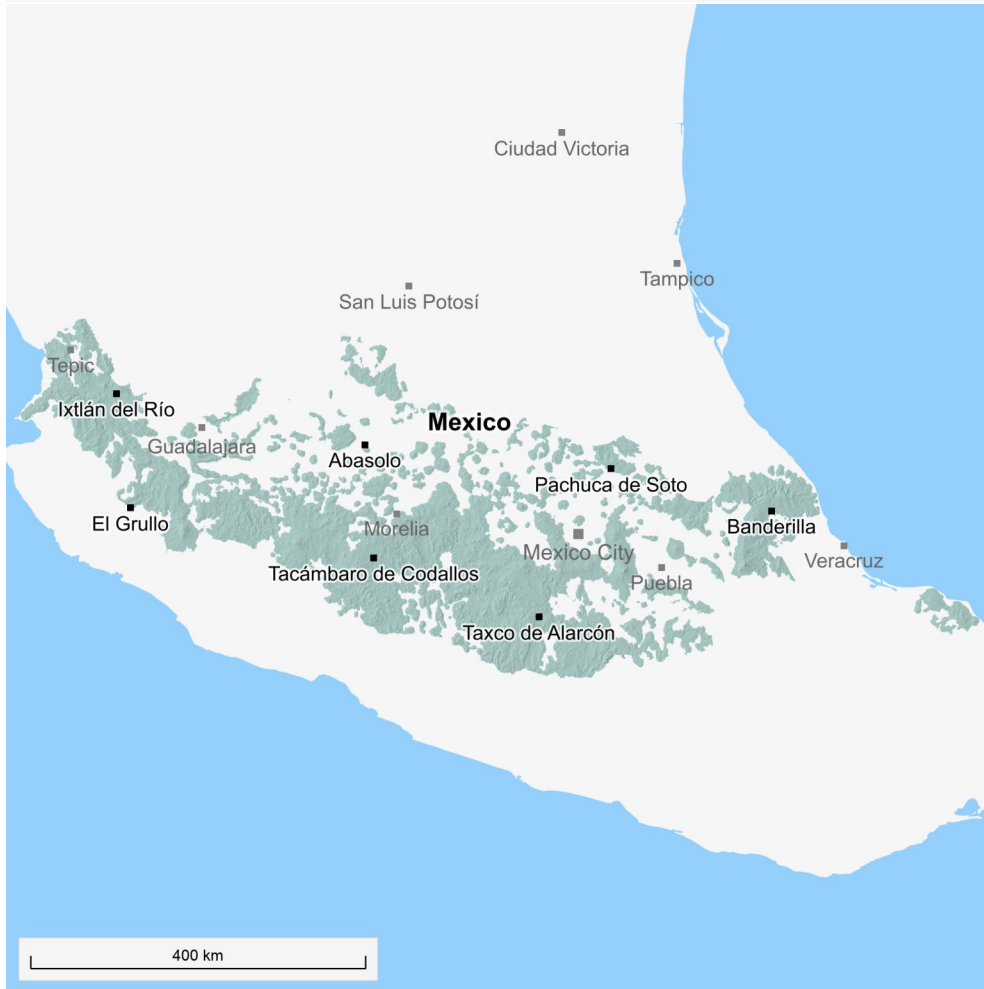 Ciudad Victoria
Tampico
San Luis Potosí
Tepic
Ixtlán del Río
Mexico
Guadalajara
Abasolo
Pachuca de Soto
El Grullo
Morelia
Banderilla
Mexico City
Veracruz
Tacámbaro de Codallos
Puebla
Taxco de Alarcón
400 km